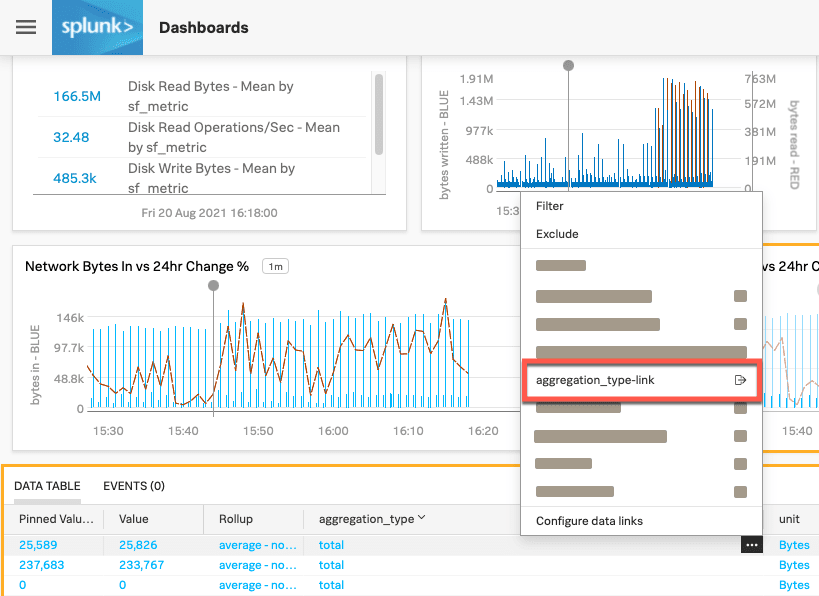 splunk>
Dashboards
166.5M
Disk Read Bytes - Mean by
sf_metric
32.48
Disk Read Operations/Sec - Mean
by sf_metric
485.3k
Disk Write Bytes - Mean by
sf_metric
Fri 20 Aug 2021 16:18:00
bytes written - BLUE
1.91M
1.43M
977k
488k
0
763M
572M
381M
191M
0
bytes read - RED
15:3
Filter
Exclude
aggregation_type-link
Configure data links
Network Bytes In vs 24hr Change %
1m
bytes in - BLUE
146k
97.7k
48.8k
0
15:30
15:40
15:50
16:00
16:10
16:20
vs 24hr C
15:40
DATA TABLE
EVENTS (0)
Pinned Valu...
Value
Rollup
aggregation_type
unit
25,589
25,826
average - no...
total
Bytes
237,683
233,767
average - no...
total
Bytes
0
0
average - no...
total
Bytes